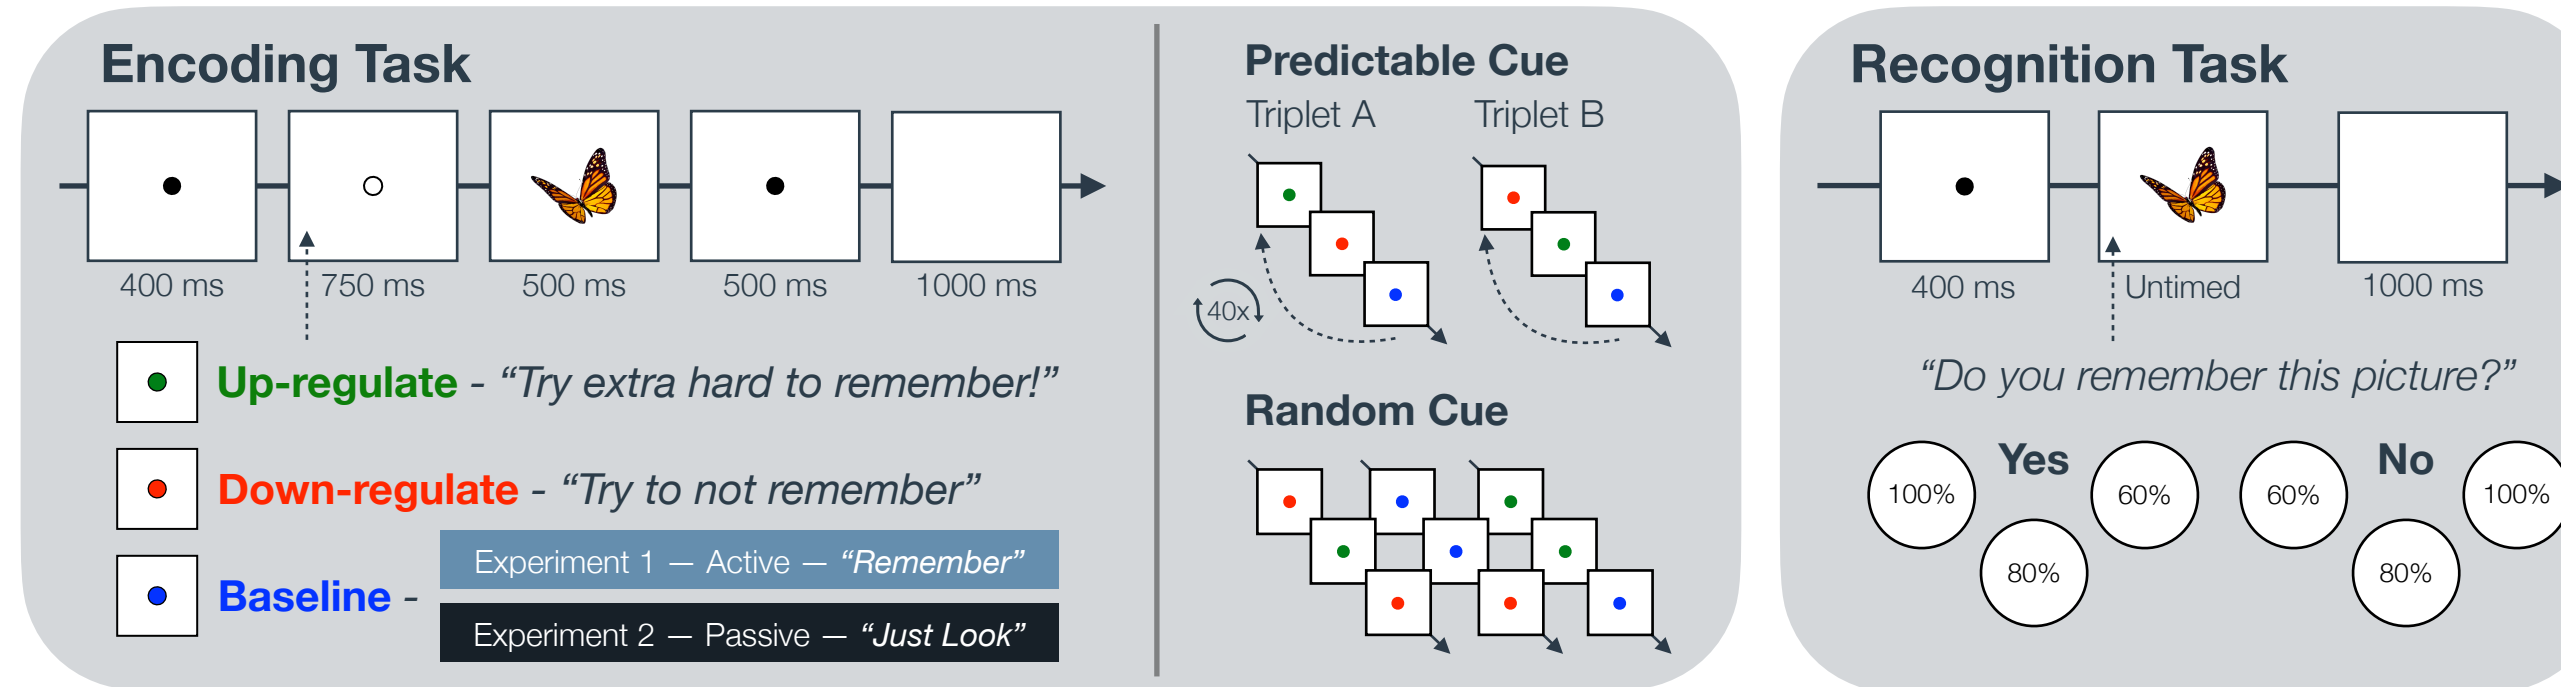 Encoding Task
400 ms
750 ms
500 ms
500 ms
1000 ms
Up-regulate - “Try extra hard to remember!”
Down-regulate - “Try to not remember”
Baseline -
Experiment 1 — Active — “Remember”
Experiment 2 — Passive — “Just Look”
Predictable Cue
Triplet A
Triplet B
40x
Random Cue
Recognition Task
400 ms
Untimed
1000 ms
“Do you remember this picture?”
Yes
No
100%
60%
60%
100%
80%
80%